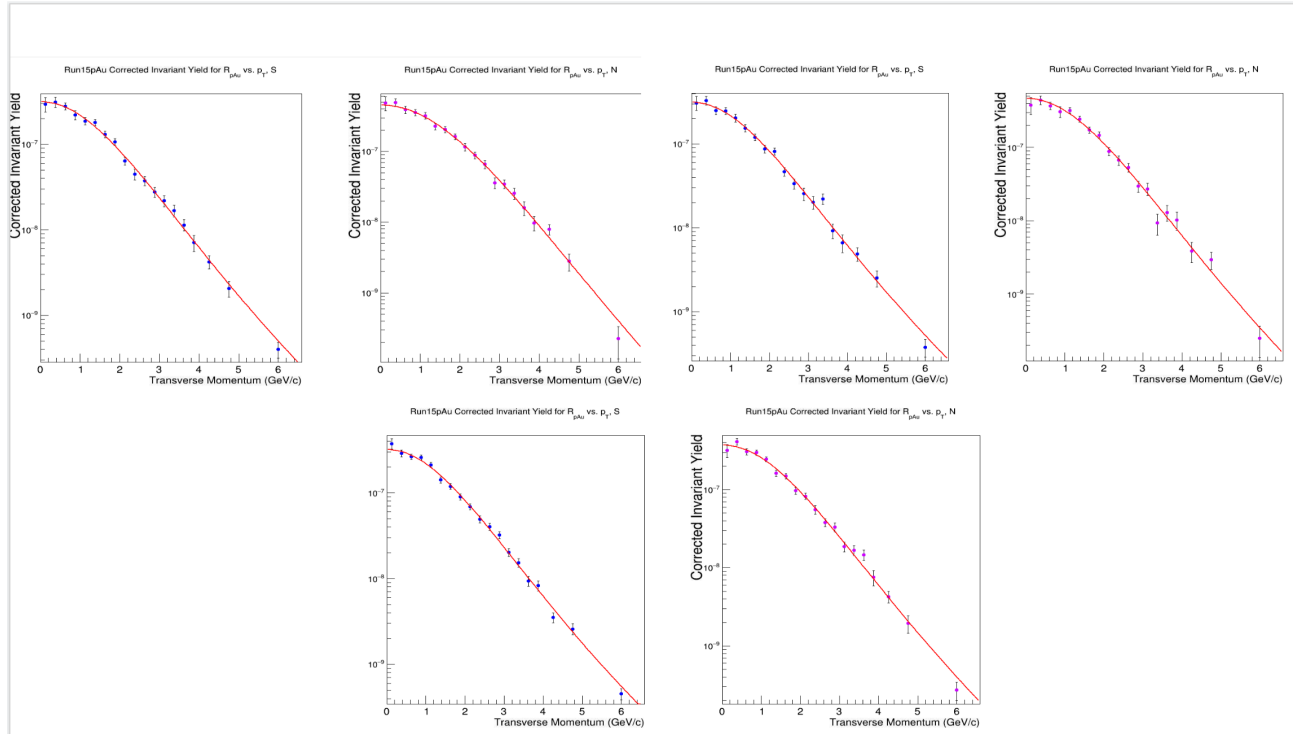 Run15pAu Corrected Invariant Yield for R_pAu vs. p_T, S
Corrected Invariant Yield
10⁻⁷
10⁻⁸
10⁻⁹
0 1 2 3 4 5 6
Transverse Momentum (GeV/c)
Run15pAu Corrected Invariant Yield for R_pAu vs. p_T, N
Corrected Invariant Yield
10⁻⁷
10⁻⁸
10⁻⁹
0 1 2 3 4 5 6
Transverse Momentum (GeV/c)
Run15pAu Corrected Invariant Yield for R_pAu vs. p_T, S
Corrected Invariant Yield
10⁻⁷
10⁻⁸
10⁻⁹
0 1 2 3 4 5 6
Transverse Momentum (GeV/c)
Run15pAu Corrected Invariant Yield for R_pAu vs. p_T, N
Corrected Invariant Yield
10⁻⁷
10⁻⁸
10⁻⁹
0 1 2 3 4 5 6
Transverse Momentum (GeV/c)
Run15pAu Corrected Invariant Yield for R_pAu vs. p_T, S
10⁻⁷
10⁻⁸
10⁻⁹
0 1 2 3 4 5 6
Transverse Momentum (GeV/c)
Run15pAu Corrected Invariant Yield for R_pAu vs. p_T, N
Corrected Invariant Yield
10⁻⁷
10⁻⁸
10⁻⁹
0 1 2 3 4 5 6
Transverse Momentum (GeV/c)